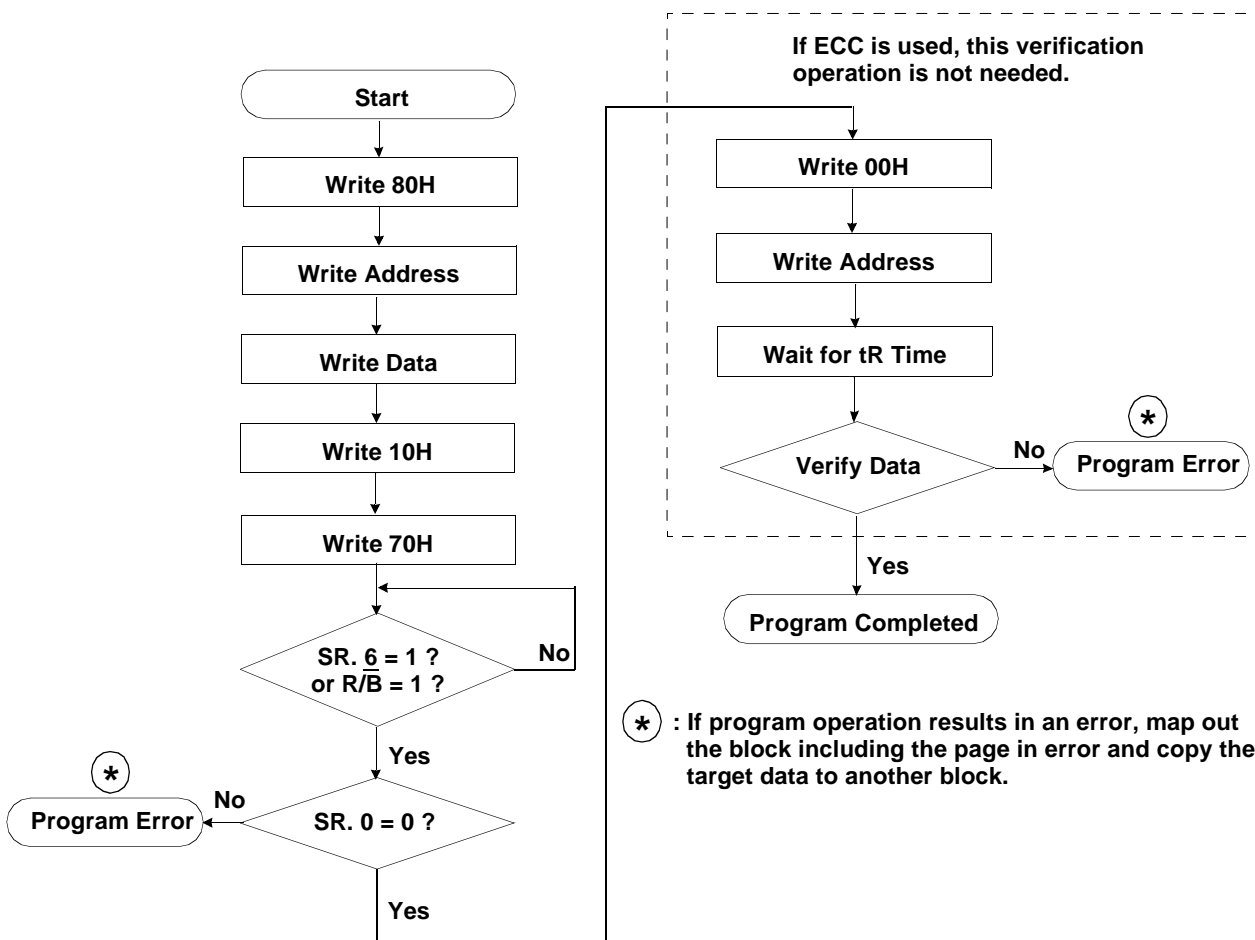 Start
Write 80H
Write Address
Write Data
Write 10H
Write 70H
SR. 6 = 1 ?
or R/B̅ = 1 ?
No
Yes
*
No
Program Error
SR. 0 = 0 ?
Yes
If ECC is used, this verification
operation is not needed.
Write 00H
Write Address
Wait for tR Time
Verify Data
No
*
Program Error
Yes
Program Completed
* : If program operation results in an error, map out
the block including the page in error and copy the
target data to another block.